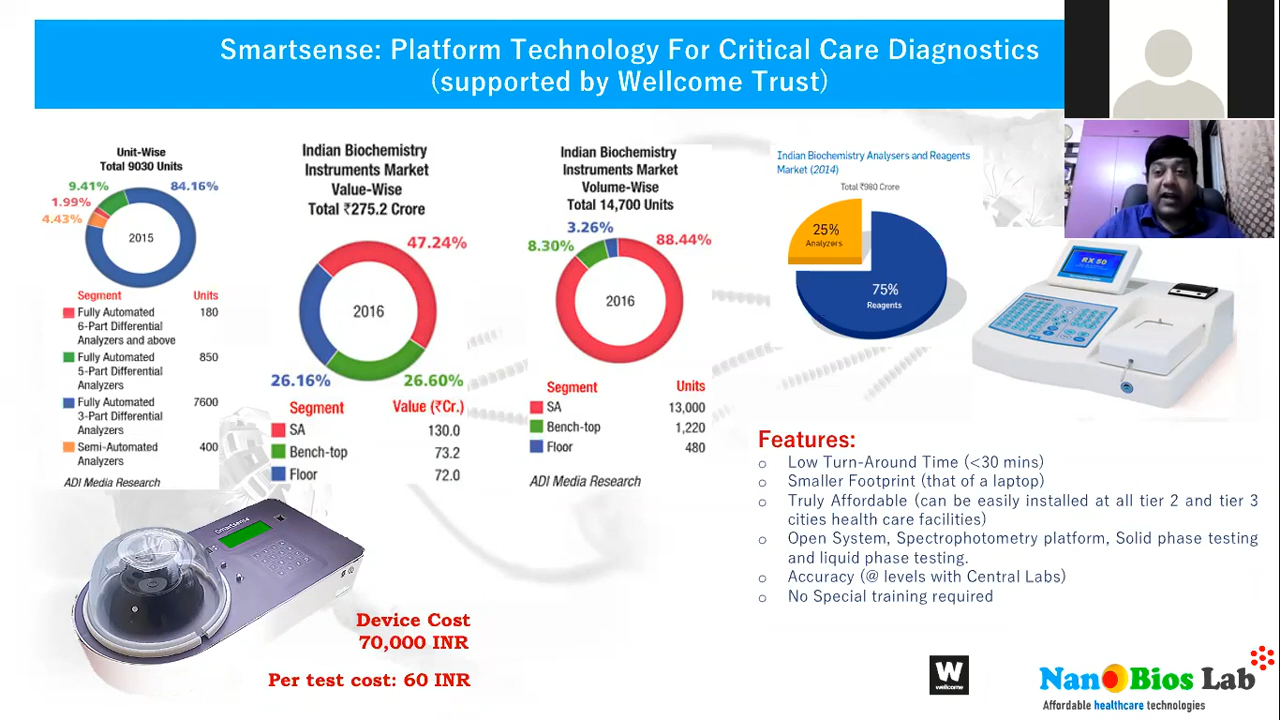 Smartsense: Platform Technology For Critical Care Diagnostics
(supported by Wellcome Trust)
Unit-Wise
Total 9030 Units
9.41%
84.16%
1.99%
4.43%
2015
Segment Units
Fully Automated 180
6-Part Differential
Analyzers and above
Fully Automated 850
5-Part Differential
Analyzers
Fully Automated 7600
3-Part Differential
Analyzers
Semi-Automated 400
Analyzers
ADI Media Research
Indian Biochemistry
Instruments Market
Value-Wise
Total ₹275.2 Crore
47.24%
2016
26.16%
26.60%
Segment Value (₹Cr.)
SA 130.0
Bench-top 73.2
Floor 72.0
Indian Biochemistry
Instruments Market
Volume-Wise
Total 14,700 Units
3.26%
8.30%
88.44%
2016
Segment Units
SA 13,000
Bench-top 1,220
Floor 480
ADI Media Research
Indian Biochemistry Analysers and Reagents
Market (2014)
Total ₹980 Crore
25%
Analyzers
75%
Reagents
RX 50
Features:
Low Turn-Around Time (<30 mins)
Smaller Footprint (that of a laptop)
Truly Affordable (can be easily installed at all tier 2 and tier 3
cities health care facilities)
Open System, Spectrophotometry platform, Solid phase testing
and liquid phase testing.
Accuracy (@ levels with Central Labs)
No Special training required
Smartsense
Device Cost
70,000 INR
Per test cost: 60 INR
W
wellcome
NanoBios Lab
Affordable healthcare technologies